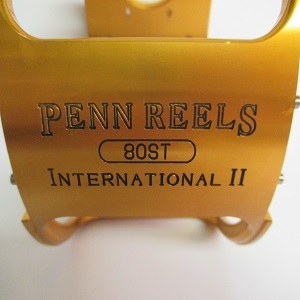 PENN REELS
80ST
INTERNATIONAL II